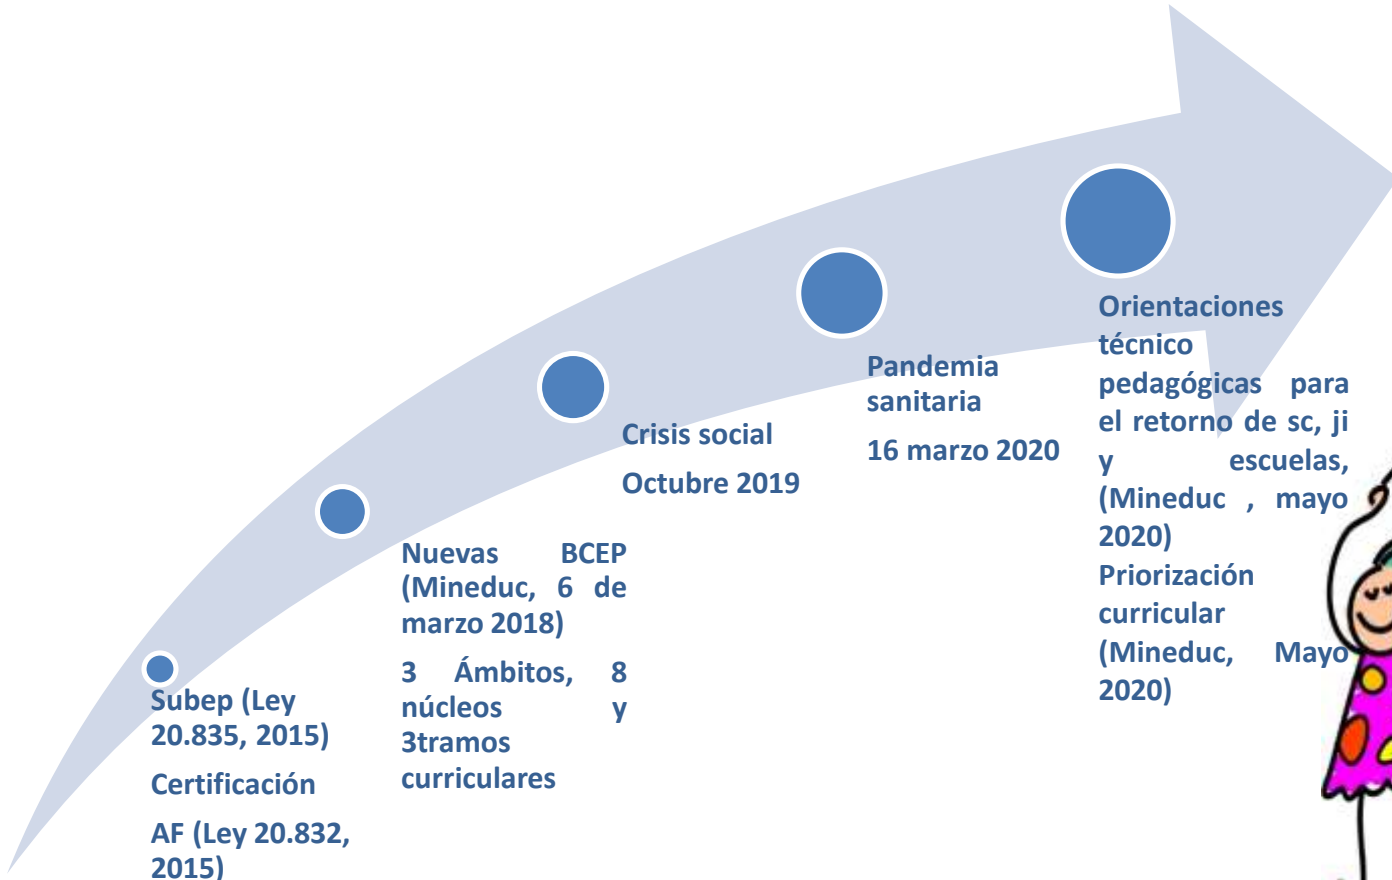 Subep (Ley
20.835, 2015)
Certificación
AF (Ley 20.832,
2015)
Nuevas BCEP
(Mineduc, 6 de
marzo 2018)
3 Ámbitos, 8
núcleos y
3tramos
curriculares
Crisis social
Octubre 2019
Pandemia
sanitaria
16 marzo 2020
Orientaciones
técnico
pedagógicas para
el retorno de sc, ji
y escuelas,
(Mineduc , mayo
2020)
Priorización
curricular
(Mineduc, Mayo
2020)